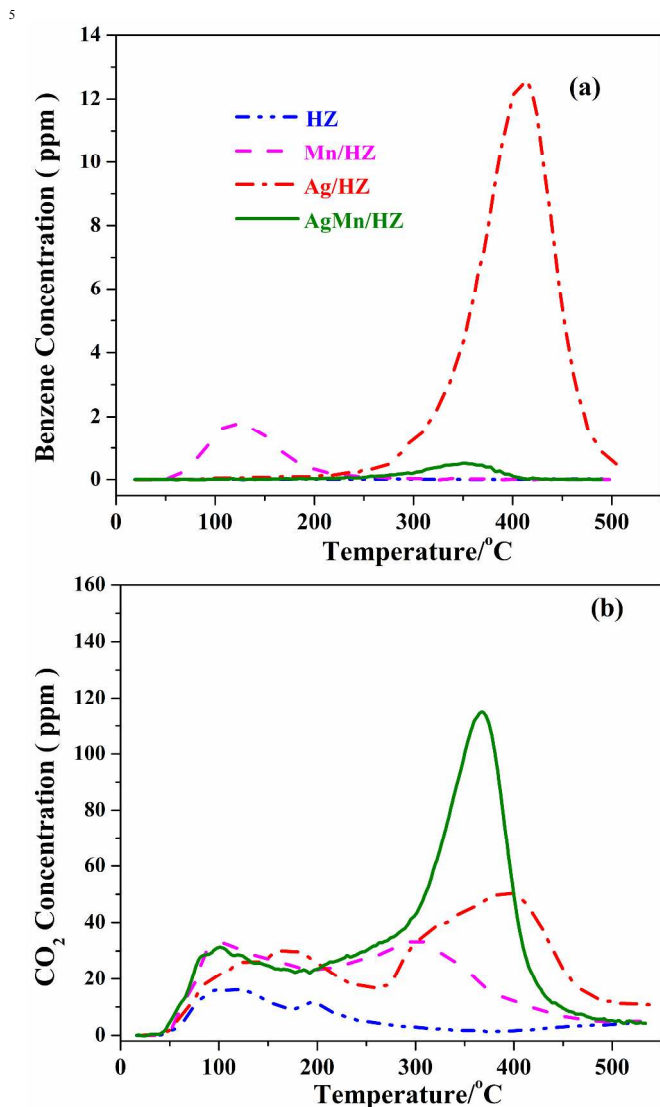 5
14
(a)
12
HZ
Mn/HZ
10
Ag/HZ
AgMn/HZ
8
6
4
2
0
Benzene Concentration ( ppm )
0 100 200 300 400 500
Temperature/°C
160
(b)
140
120
100
80
60
40
20
0
CO₂ Concentration ( ppm )
0 100 200 300 400 500
Temperature/°C